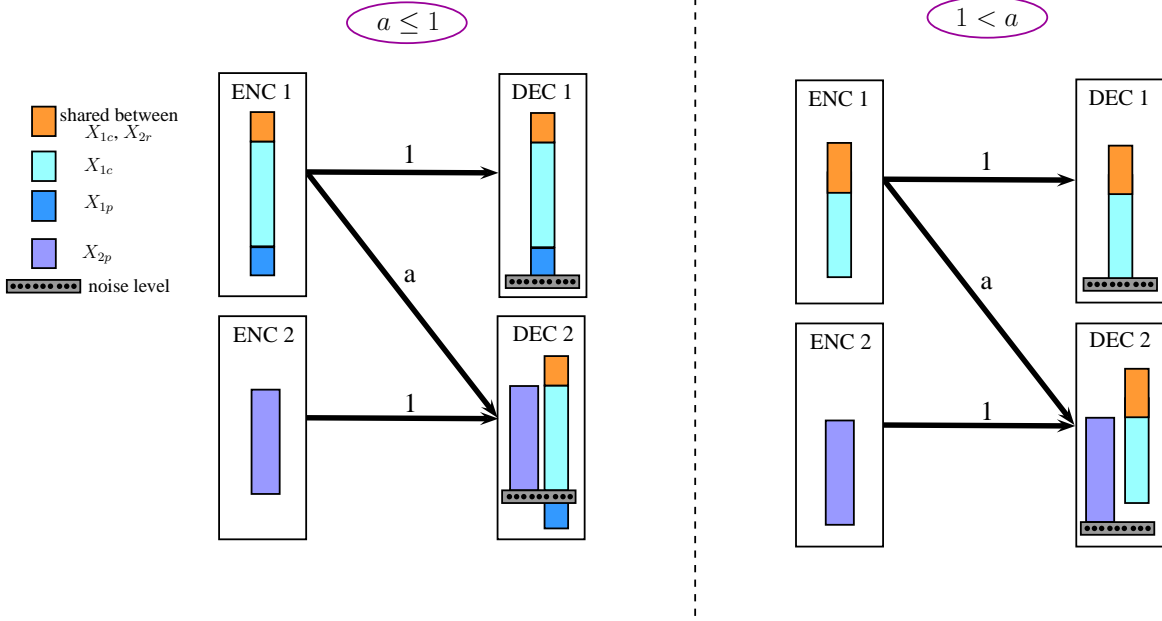 a ≤ 1
1 < a
ENC 1
DEC 1
ENC 1
DEC 1
shared between
X1c, X2r
X1c
X1p
X2p
noise level
1
1
a
a
ENC 2
DEC 2
ENC 2
DEC 2
1
1